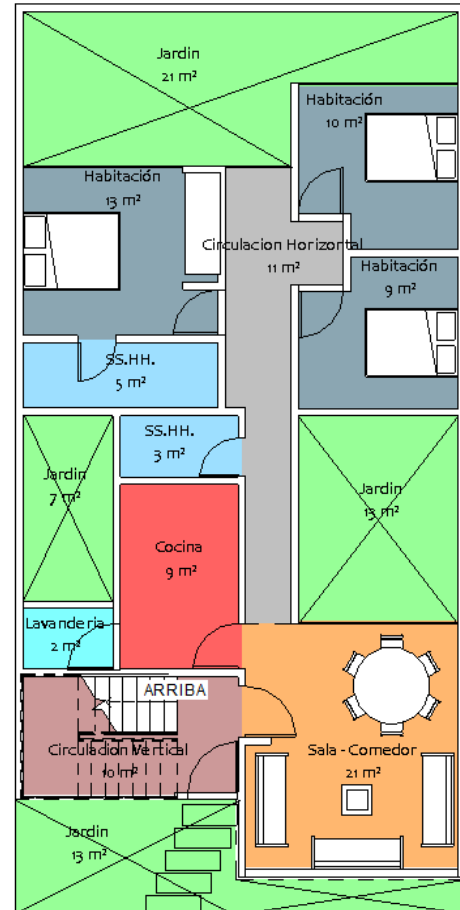 Jardin
21 m²
Habitación
10 m²
Habitación
13 m²
Circulacion Horizontal
11 m²
Habitación
9 m²
SS.HH.
5 m²
SS.HH.
3 m²
Jardin
7 m²
Jardin
13 m²
Cocina
9 m²
Lavanderia
2 m²
ARRIBA
Circulacion Vertical
10 m²
Sala - Comedor
21 m²
Jardin
13 m²